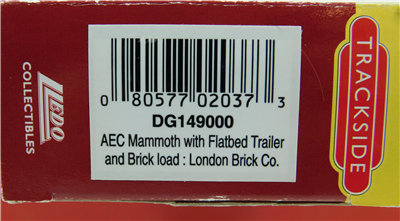 LLEDO
COLLECTIBLES
0 80577 02037 3
DG149000
AEC Mammoth with Flatbed Trailer
and Brick load : London Brick Co.
TRACKSIDE